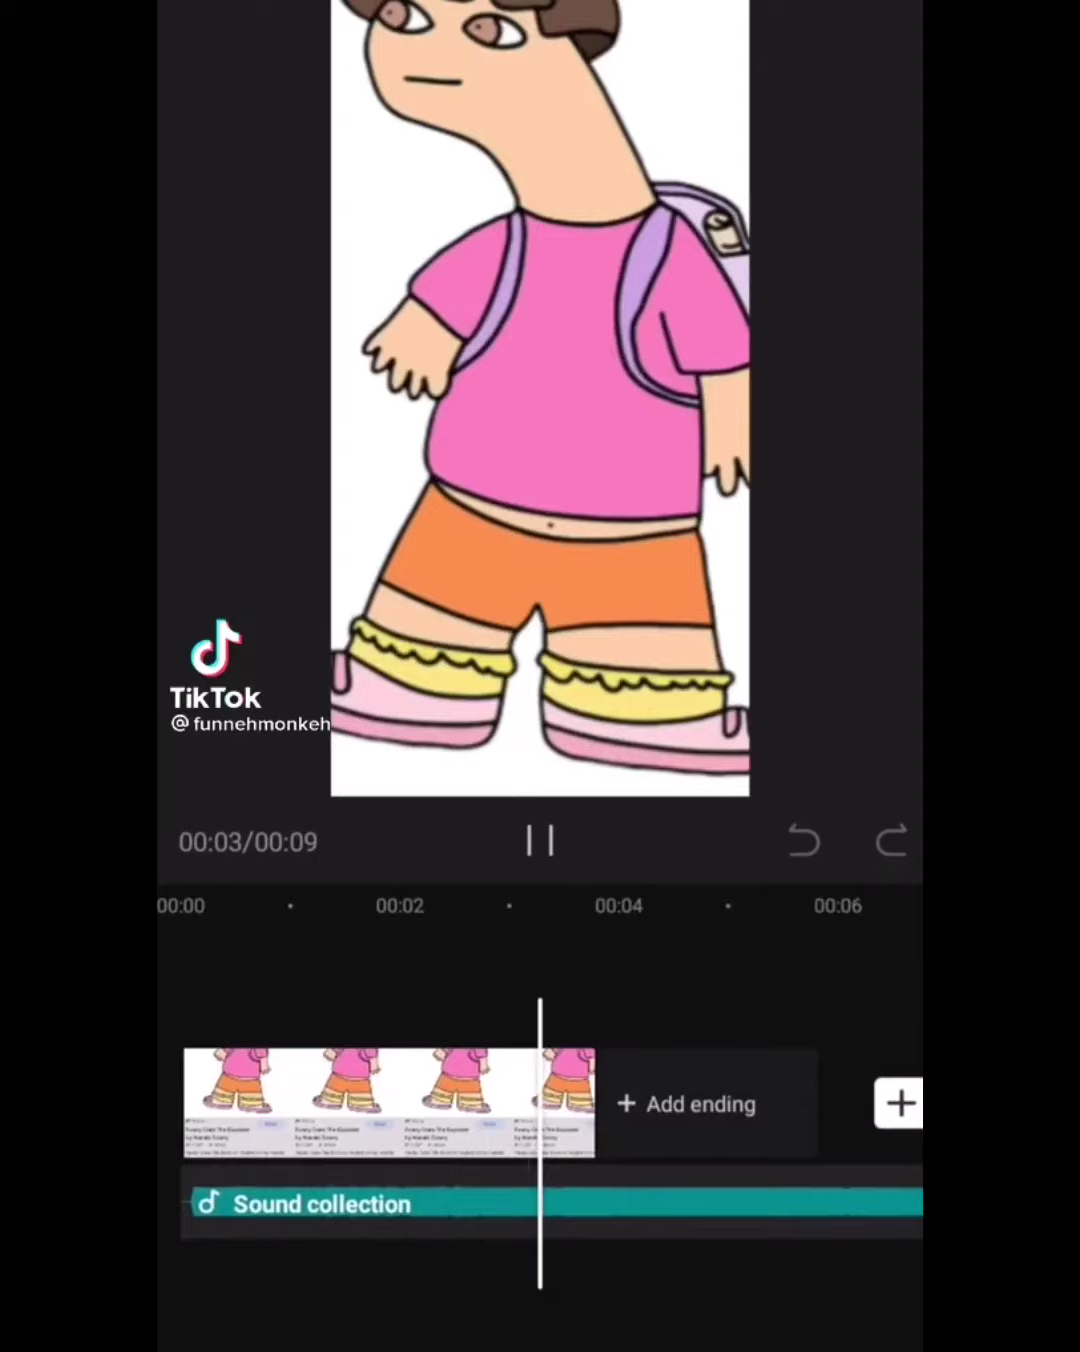 TikTok
@funnehmonkeh
00:03/00:09
00:00
00:02
00:04
00:06
+ Add ending
+
Sound collection